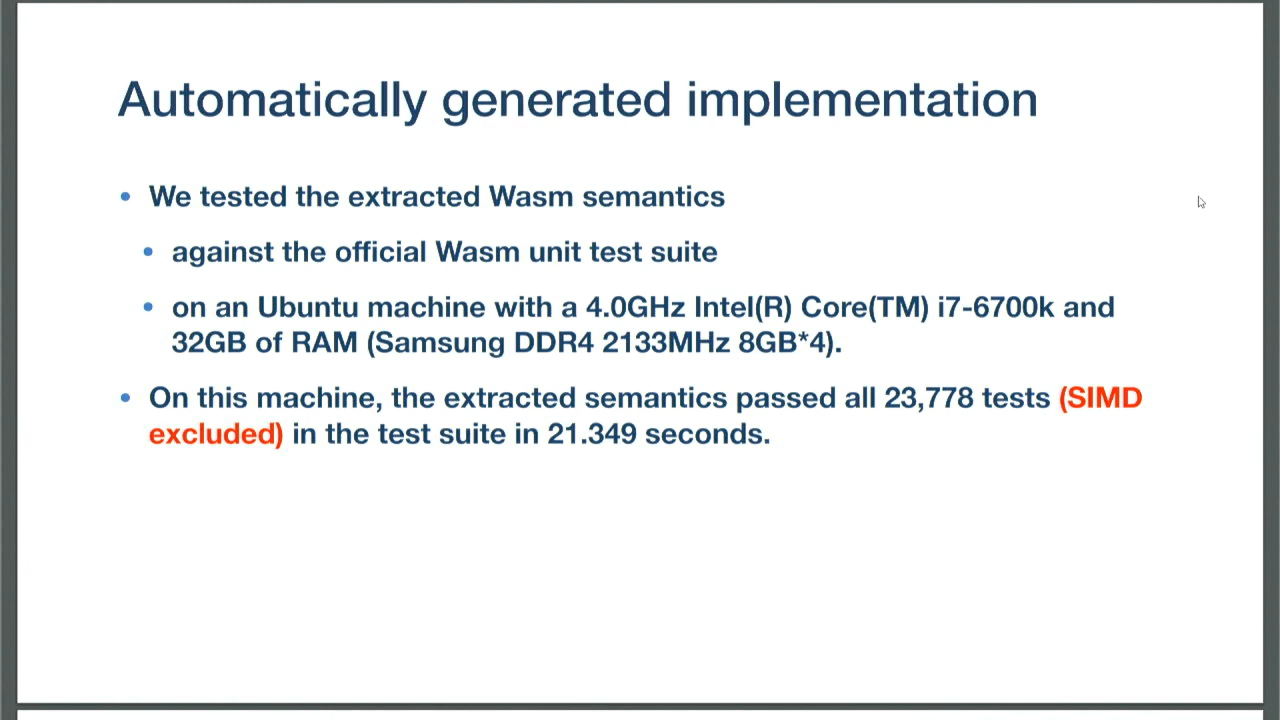 Automatically generated implementation
• We tested the extracted Wasm semantics
• against the official Wasm unit test suite
• on an Ubuntu machine with a 4.0GHz Intel(R) Core(TM) i7-6700k and
32GB of RAM (Samsung DDR4 2133MHz 8GB*4).
• On this machine, the extracted semantics passed all 23,778 tests (SIMD
excluded) in the test suite in 21.349 seconds.